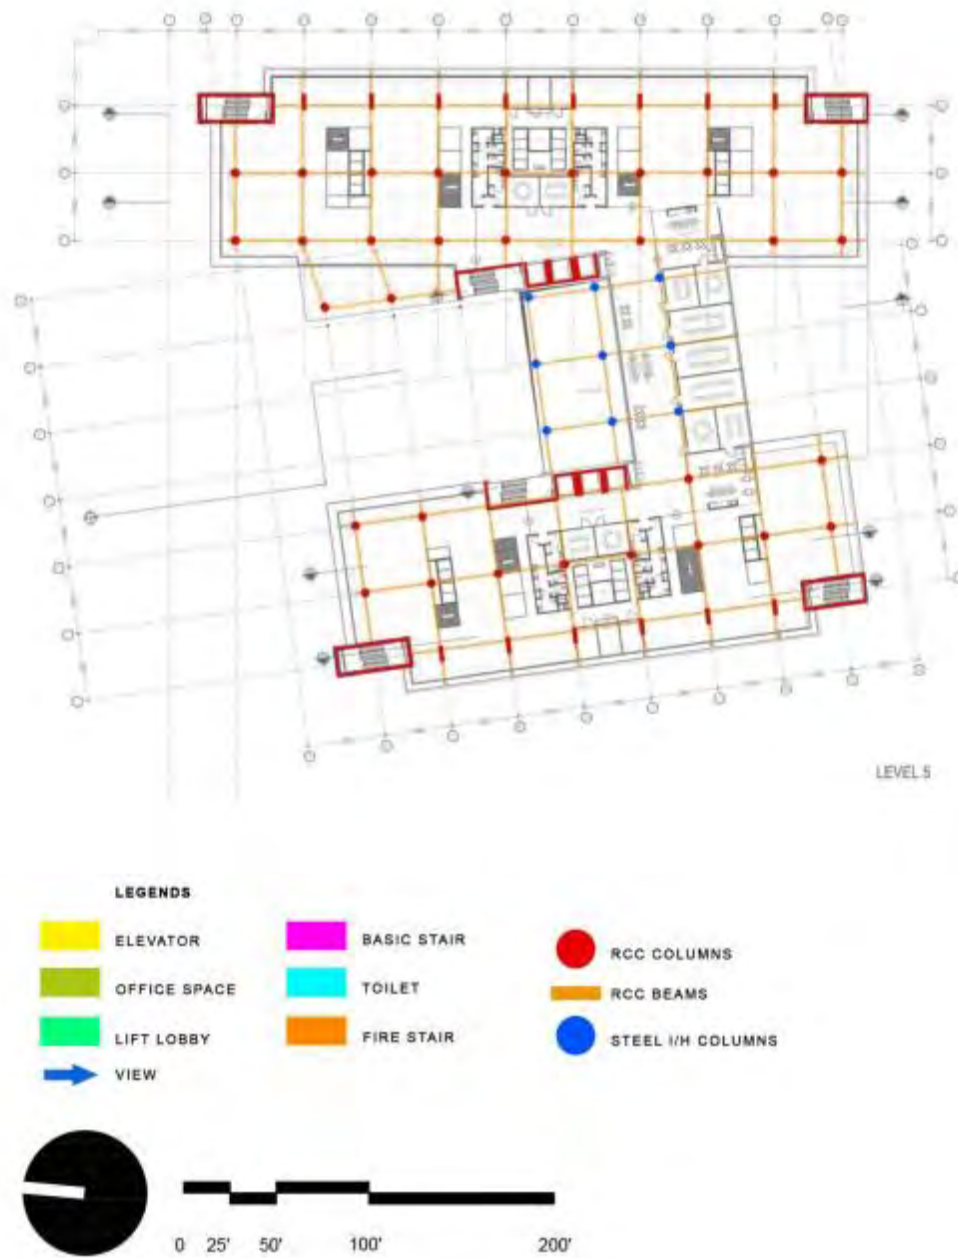 LEVEL 5
LEGENDS
ELEVATOR
BASIC STAIR
RCC COLUMNS
OFFICE SPACE
TOILET
RCC BEAMS
LIFT LOBBY
FIRE STAIR
STEEL I/H COLUMNS
VIEW
0 25' 50' 100' 200'